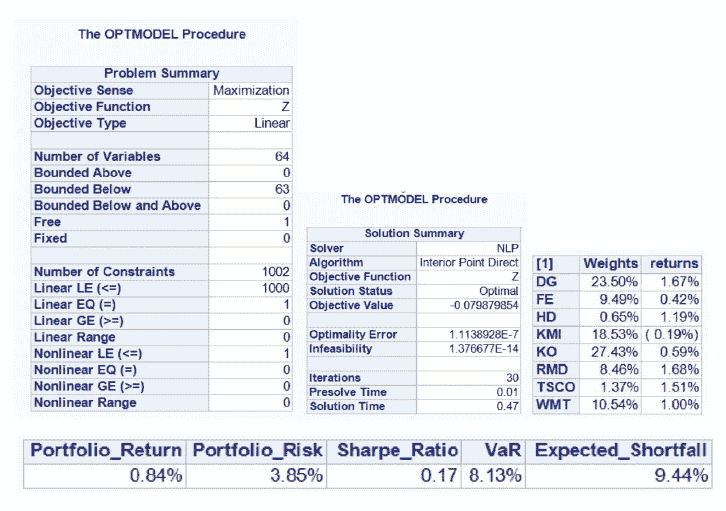 The OPTMODEL Procedure
Problem Summary
Objective Sense Maximization
Objective Function Z
Objective Type Linear
Number of Variables 64
Bounded Above 0
Bounded Below 63
Bounded Below and Above 0
Free 1
Fixed 0
Number of Constraints 1002
Linear LE (<=) 1000
Linear EQ (=) 1
Linear GE (>=) 0
Linear Range 0
Nonlinear LE (<=) 1
Nonlinear EQ (=) 0
Nonlinear GE (>=) 0
Nonlinear Range 0
The OPTMODEL Procedure
Solution Summary
Solver NLP
Algorithm Interior Point Direct
Objective Function Z
Solution Status Optimal
Objective Value -0.079879854
Optimality Error 1.1138928E-7
Infeasibility 1.376677E-14
Iterations 30
Presolve Time 0.01
Solution Time 0.47
[1] Weights returns
DG 23.50% 1.67%
FE 9.49% 0.42%
HD 0.65% 1.19%
KMI 18.53% ( 0.19%)
KO 27.43% 0.59%
RMD 8.46% 1.68%
TSCO 1.37% 1.51%
WMT 10.54% 1.00%
Portfolio_Return Portfolio_Risk Sharpe_Ratio VaR Expected_Shortfall
0.84% 3.85% 0.17 8.13% 9.44%